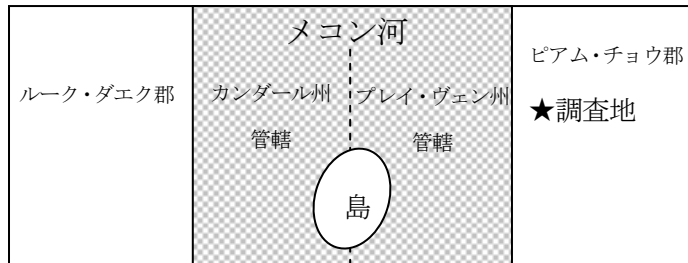 メコン河
ピアム・チョウ郡
ルーク・ダエク郡
カンダール州
プレイ・ヴェン州
★調査地
管轄
管轄
島